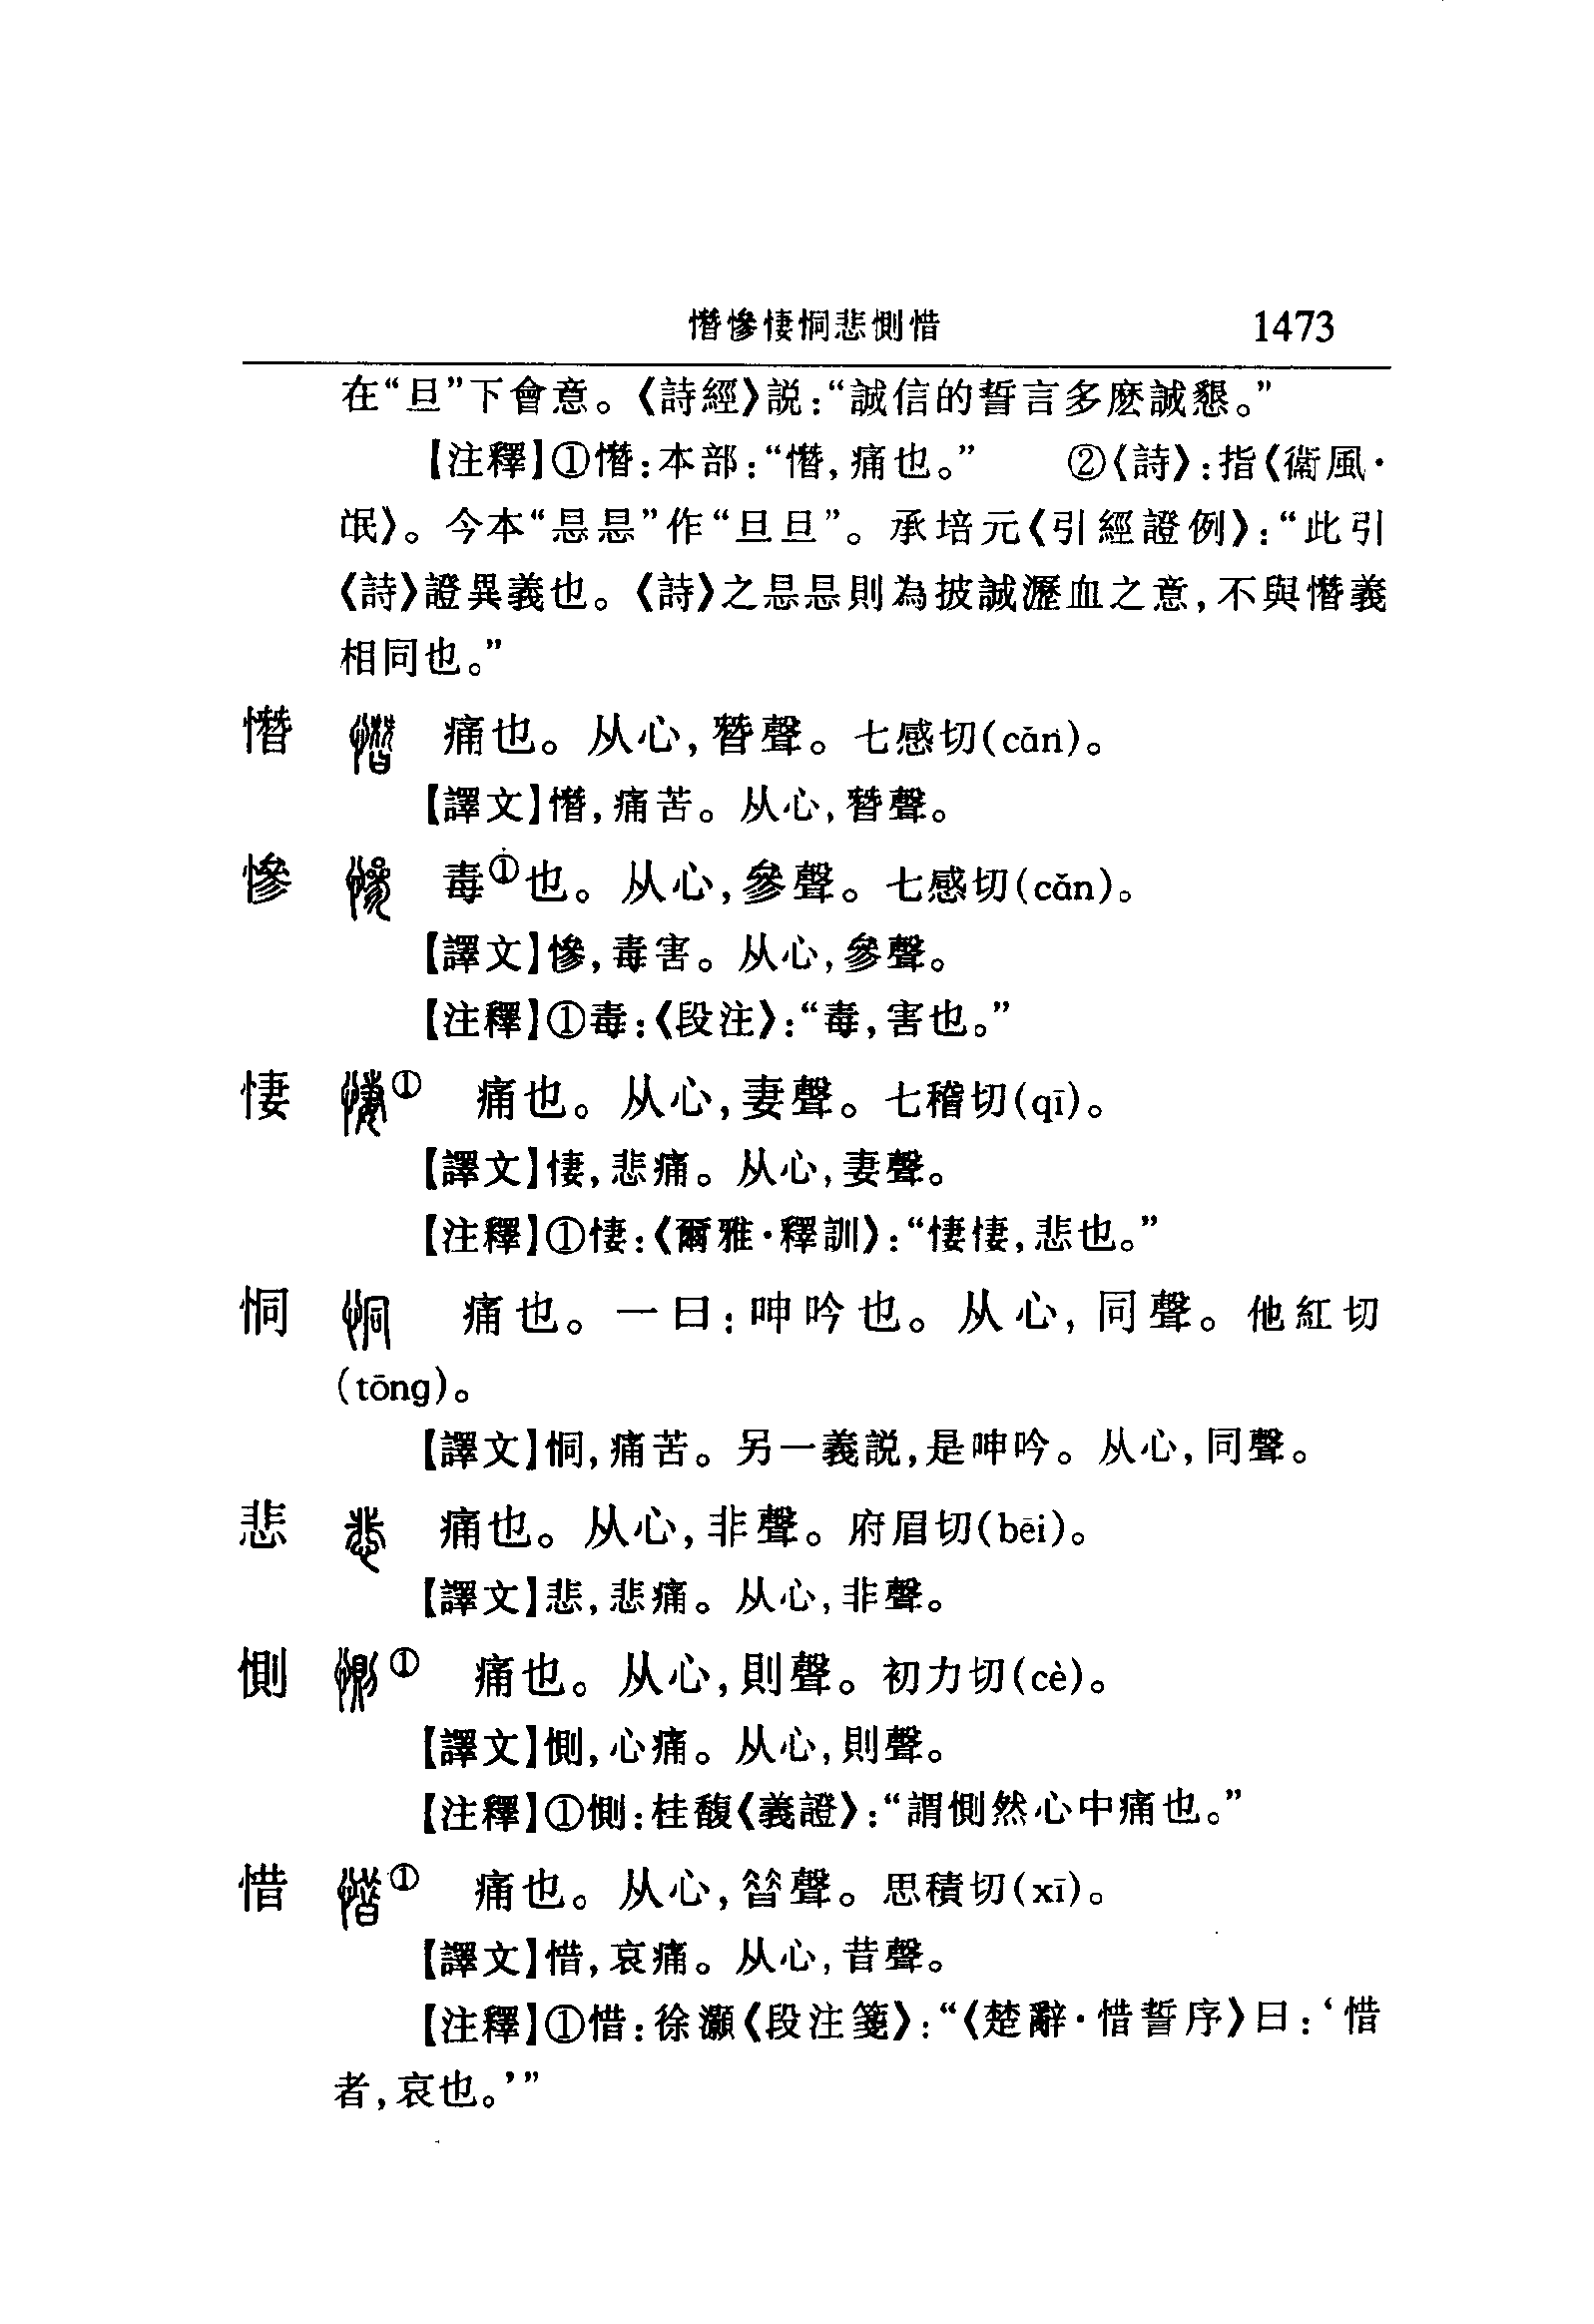 憯慘悽恫悲惻惜 1473
在“旦”下會意。《詩經》説：“誠信的誓言多麽誠懇。”
【注釋】①憯：本部：“憯，痛也。” ②《詩》：指《衞風·
氓》。今本“悬悬”作“旦旦”。承培元《引經證例》：“此引
《詩》證異義也。《詩》之悬悬則為披誠瀝血之意，不與憯義
相同也。”
憯 痛也。从心，朁聲。七感切（cǎn）。
【譯文】憯，痛苦。从心，朁聲。
慘 毒①也。从心，參聲。七感切（cǎn）。
【譯文】慘，毒害。从心，參聲。
【注釋】①毒：《段注》：“毒，害也。”
悽 ① 痛也。从心，妻聲。七稽切（qī）。
【譯文】悽，悲痛。从心，妻聲。
【注釋】①悽：《爾雅·釋訓》：“悽悽，悲也。”
恫 痛也。一曰：呻吟也。从心，同聲。他紅切
（tōng）。
【譯文】恫，痛苦。另一義説，是呻吟。从心，同聲。
悲 痛也。从心，非聲。府眉切（bēi）。
【譯文】悲，悲痛。从心，非聲。
惻 ① 痛也。从心，則聲。初力切（cè）。
【譯文】惻，心痛。从心，則聲。
【注釋】①惻：桂馥《義證》：“謂惻然心中痛也。”
惜 ① 痛也。从心，㫺聲。思積切（xī）。
【譯文】惜，哀痛。从心，昔聲。
【注釋】①惜：徐灝《段注箋》：“《楚辭·惜誓序》曰：‘惜
者，哀也。’”